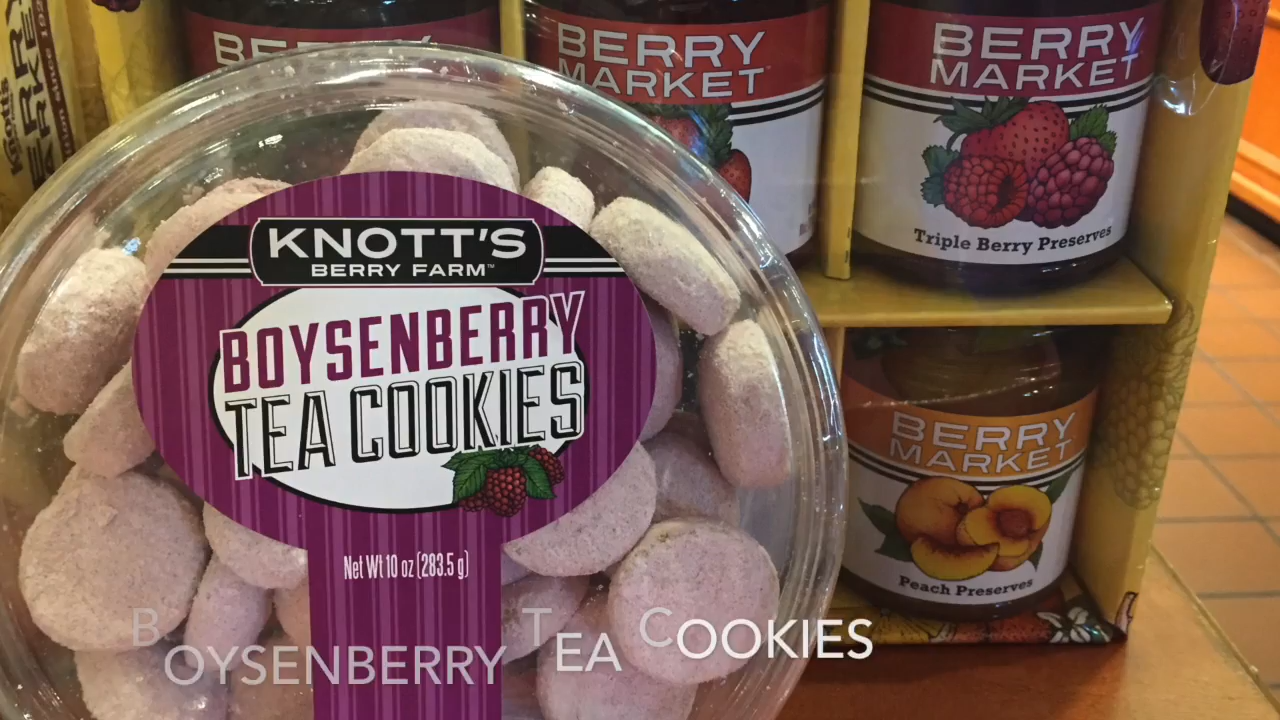 BERRY
MARKET
BERRY
MARKET
Triple Berry Preserves
KNOTT'S
BERRY FARM™
BOYSENBERRY
TEA COOKIES
Net Wt 10 oz (283.5 g)
BERRY
MARKET
Peach Preserves
BOYSENBERRY TEA COOKIES